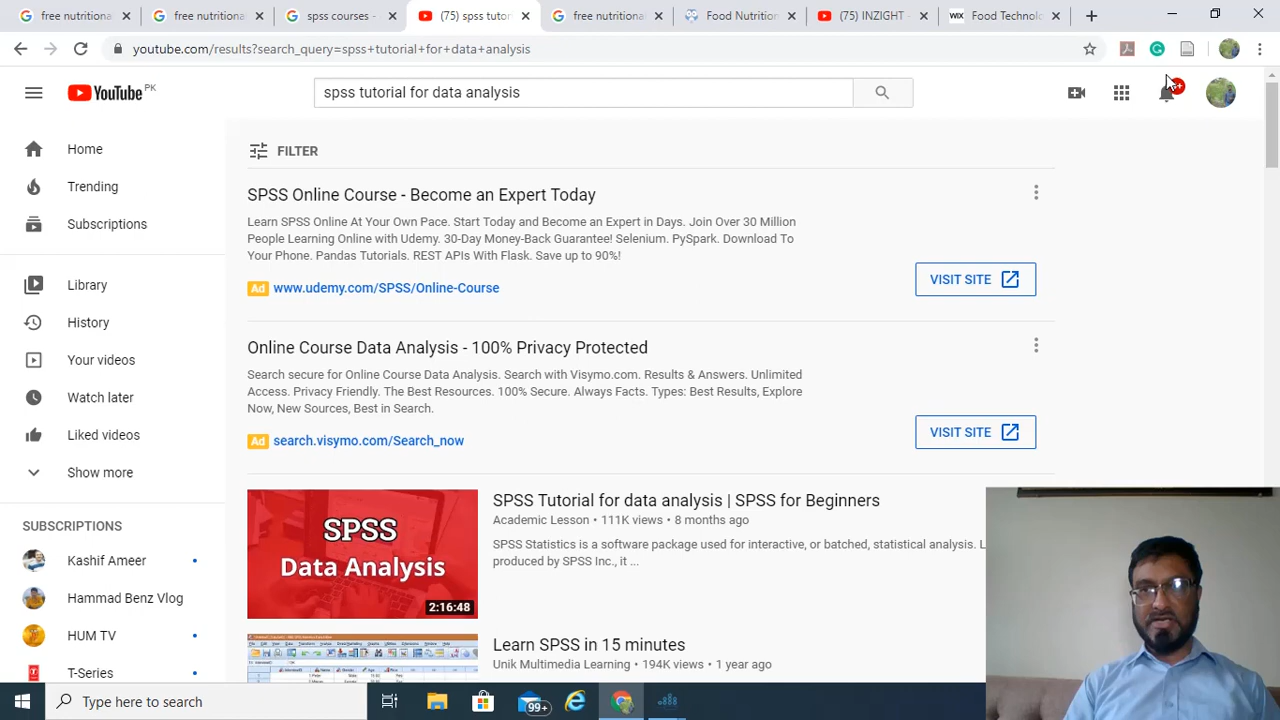 free nutritiona
free nutritiona
spss courses -
(75) spss tutor
free nutritiona
Food Nutrition
(75) INZIGHT -
WIX
Food Technolo
youtube.com/results?search_query=spss+tutorial+for+data+analysis
YouTube PK
spss tutorial for data analysis
Home
Trending
Subscriptions
Library
History
Your videos
Watch later
Liked videos
Show more
SUBSCRIPTIONS
Kashif Ameer
Hammad Benz Vlog
HUM TV
T-Series
FILTER
SPSS Online Course - Become an Expert Today
Learn SPSS Online At Your Own Pace. Start Today and Become an Expert in Days. Join Over 30 Million
People Learning Online with Udemy. 30-Day Money-Back Guarantee! Selenium. PySpark. Download To
Your Phone. Pandas Tutorials. REST APIs With Flask. Save up to 90%!
Ad www.udemy.com/SPSS/Online-Course
VISIT SITE
Online Course Data Analysis - 100% Privacy Protected
Search secure for Online Course Data Analysis. Search with Visymo.com. Results & Answers. Unlimited
Access. Privacy Friendly. The Best Resources. 100% Secure. Always Facts. Types: Best Results, Explore
Now, New Sources, Best in Search.
Ad search.visymo.com/Search_now
VISIT SITE
SPSS
Data Analysis
2:16:48
SPSS Tutorial for data analysis | SPSS for Beginners
Academic Lesson • 111K views • 8 months ago
SPSS Statistics is a software package used for interactive, or batched, statistical analysis. L
produced by SPSS Inc., it ...
Learn SPSS in 15 minutes
Unik Multimedia Learning • 194K views • 1 year ago
Type here to search
99+